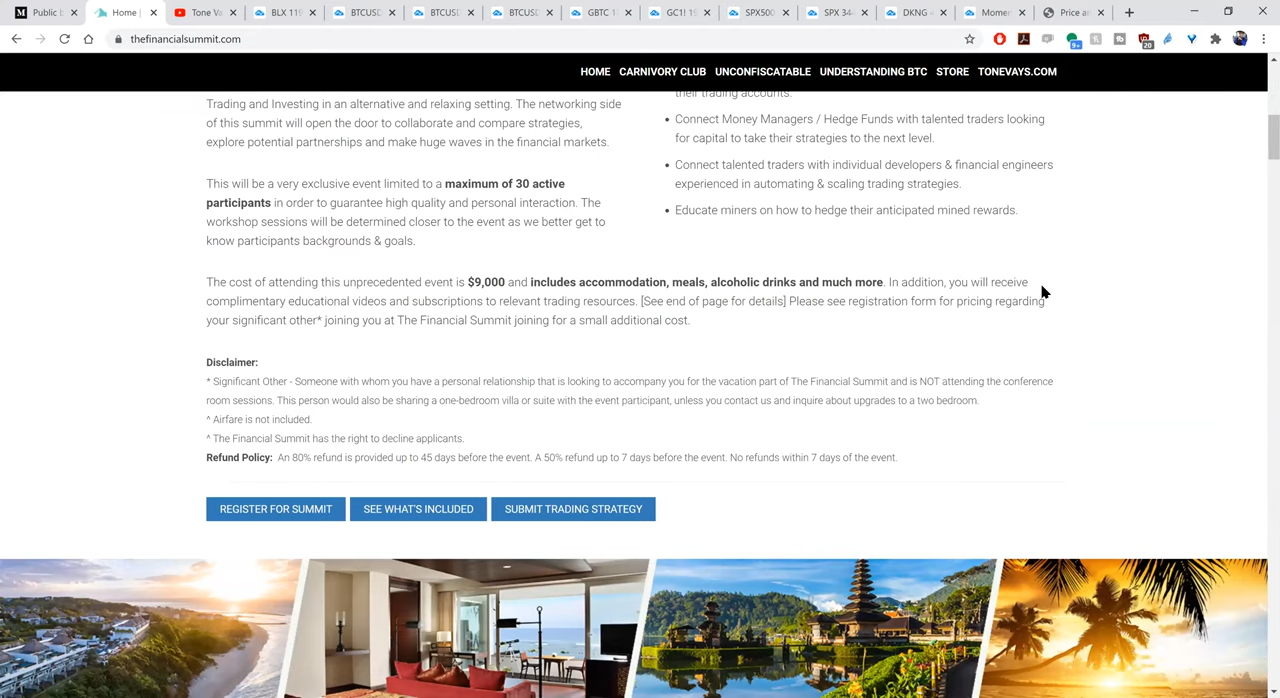 Public b
Home |
Tone Va
BLX 119
BTCUSD
BTCUSD
BTCUSD
GBTC 1
GC1! 19
SPX500
SPX 344
DKNG
Momen
Price a
thefinancialsummit.com
9+
20
HOME CARNIVORY CLUB UNCONFISCATABLE UNDERSTANDING BTC STORE TONEVAYS.COM
Trading and Investing in an alternative and relaxing setting. The networking side
of this summit will open the door to collaborate and compare strategies,
explore potential partnerships and make huge waves in the financial markets.
This will be a very exclusive event limited to a maximum of 30 active
participants in order to guarantee high quality and personal interaction. The
workshop sessions will be determined closer to the event as we better get to
know participants backgrounds & goals.
their trading accounts.
• Connect Money Managers / Hedge Funds with talented traders looking
for capital to take their strategies to the next level.
• Connect talented traders with individual developers & financial engineers
experienced in automating & scaling trading strategies.
• Educate miners on how to hedge their anticipated mined rewards.
The cost of attending this unprecedented event is $9,000 and includes accommodation, meals, alcoholic drinks and much more. In addition, you will receive
complimentary educational videos and subscriptions to relevant trading resources. [See end of page for details] Please see registration form for pricing regarding
your significant other* joining you at The Financial Summit joining for a small additional cost.
Disclaimer:
* Significant Other - Someone with whom you have a personal relationship that is looking to accompany you for the vacation part of The Financial Summit and is NOT attending the conference
room sessions. This person would also be sharing a one-bedroom villa or suite with the event participant, unless you contact us and inquire about upgrades to a two bedroom.
^ Airfare is not included.
^ The Financial Summit has the right to decline applicants.
Refund Policy: An 80% refund is provided up to 45 days before the event. A 50% refund up to 7 days before the event. No refunds within 7 days of the event.
REGISTER FOR SUMMIT SEE WHAT'S INCLUDED SUBMIT TRADING STRATEGY